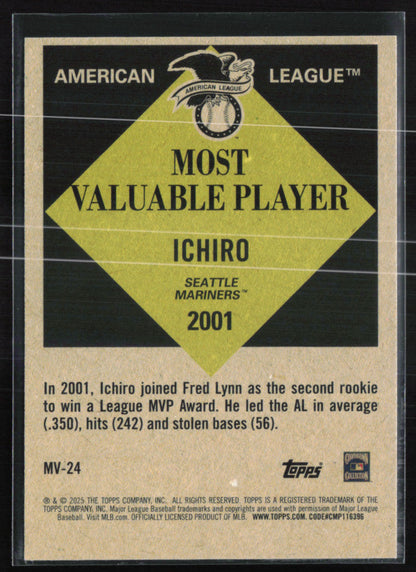 AMERICAN LEAGUE™
AMERICAN LEAGUE
MOST
VALUABLE PLAYER
ICHIRO
SEATTLE
MARINERS™
2001
In 2001, Ichiro joined Fred Lynn as the second rookie
to win a League MVP Award. He led the AL in average
(.350), hits (242) and stolen bases (56).
MV-24
topps
COOPERSTOWN
COLLECTION
® & © 2025 THE TOPPS COMPANY, INC. ALL RIGHTS RESERVED. TOPPS IS A REGISTERED TRADEMARK OF THE
TOPPS COMPANY, INC. Major League Baseball trademarks and copyrights are used with permission of Major League
Baseball. Visit MLB.com. OFFICIALLY LICENSED PRODUCT OF MLB. WWW.TOPPS.COM. CODE#CMP116396